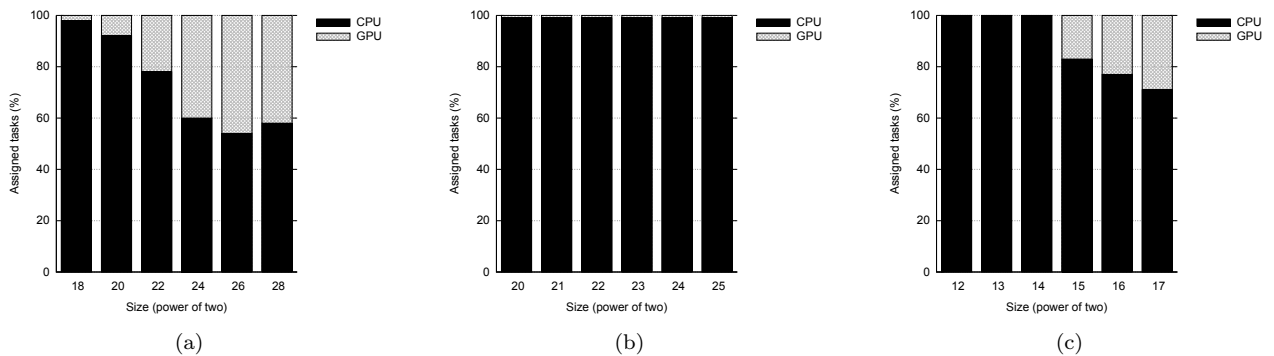 100
80
60
40
20
0
Assigned tasks (%)
18 20 22 24 26 28
Size (power of two)
CPU
GPU
(a)
100
80
60
40
20
0
Assigned tasks (%)
20 21 22 23 24 25
Size (power of two)
CPU
GPU
(b)
100
80
60
40
20
0
Assigned tasks (%)
12 13 14 15 16 17
Size (power of two)
CPU
GPU
(c)